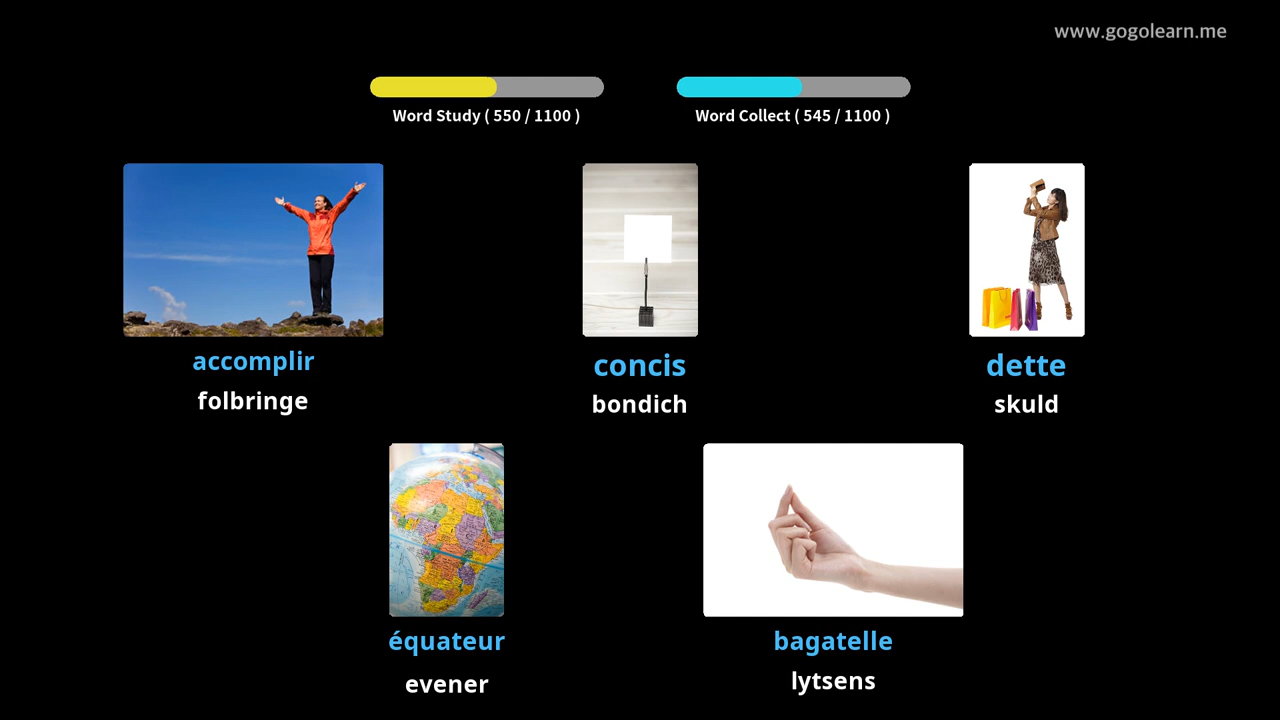 www.gogolearn.me
Word Study ( 550 / 1100 )
Word Collect ( 545 / 1100 )
accomplir
folbringe
concis
bondich
dette
skuld
équateur
evener
bagatelle
lytsens